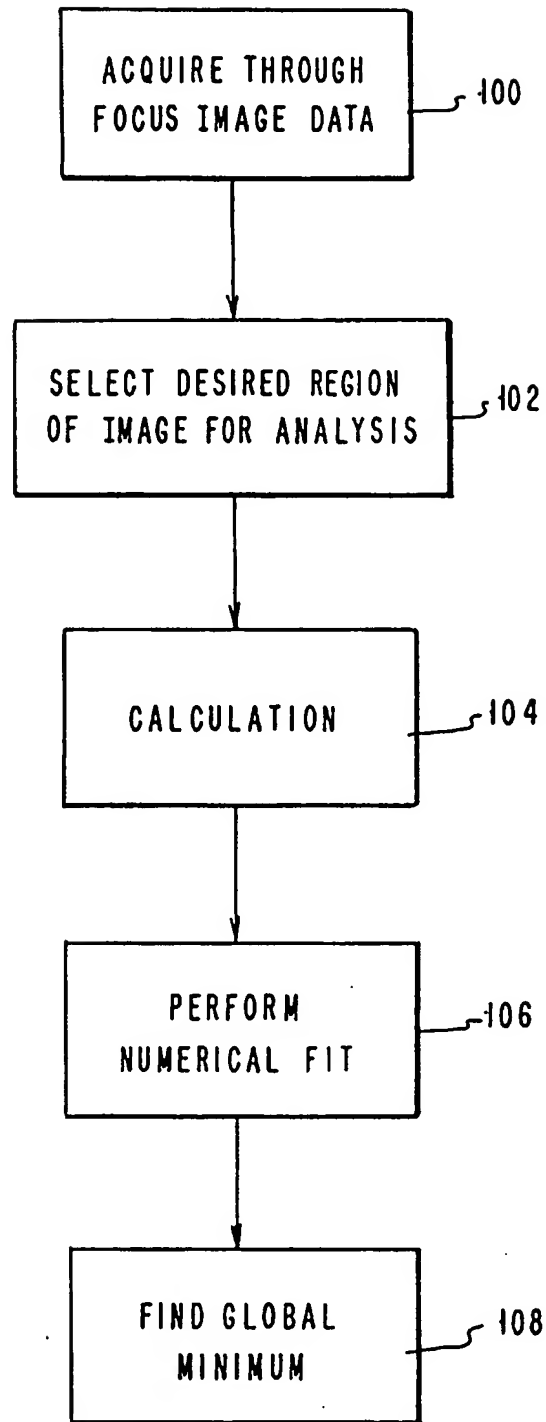 ACQUIRE THROUGH
FOCUS IMAGE DATA
100
SELECT DESIRED REGION
OF IMAGE FOR ANALYSIS
102
CALCULATION
104
PERFORM
NUMERICAL FIT
106
FIND GLOBAL
MINIMUM
108